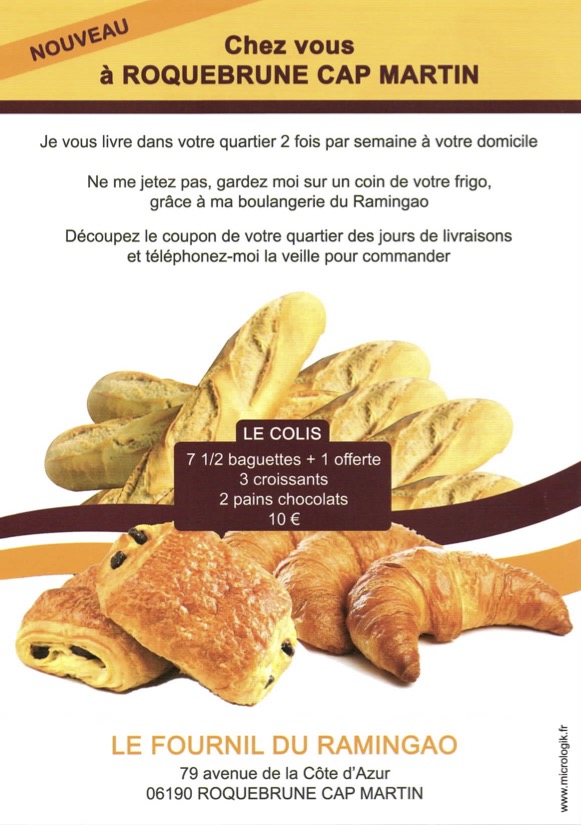 NOUVEAU
Chez vous
à ROQUEBRUNE CAP MARTIN
Je vous livre dans votre quartier 2 fois par semaine à votre domicile
Ne me jetez pas, gardez moi sur un coin de votre frigo,
grâce à ma boulangerie du Ramingao
Découpez le coupon de votre quartier des jours de livraisons
et téléphonez-moi la veille pour commander
LE COLIS
7 1/2 baguettes + 1 offerte
3 croissants
2 pains chocolats
10 €
LE FOURNIL DU RAMINGAO
79 avenue de la Côte d'Azur
06190 ROQUEBRUNE CAP MARTIN
www.micrologik.fr